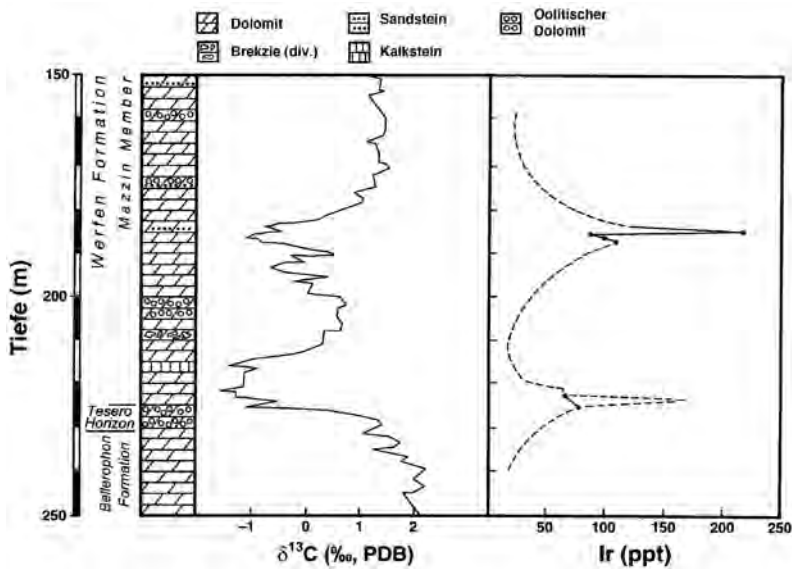 Dolomit
Sandstein
Oolitischer
Dolomit
Brekzie (div.)
Kalkstein
150
200
250
Tiefe (m)
Werfen Formation
Mazzin Member
Tesero
Horizon
Bellerophon
Formation
-1
0
1
2
δ13C (‰, PDB)
50
100
150
200
250
Ir (ppt)